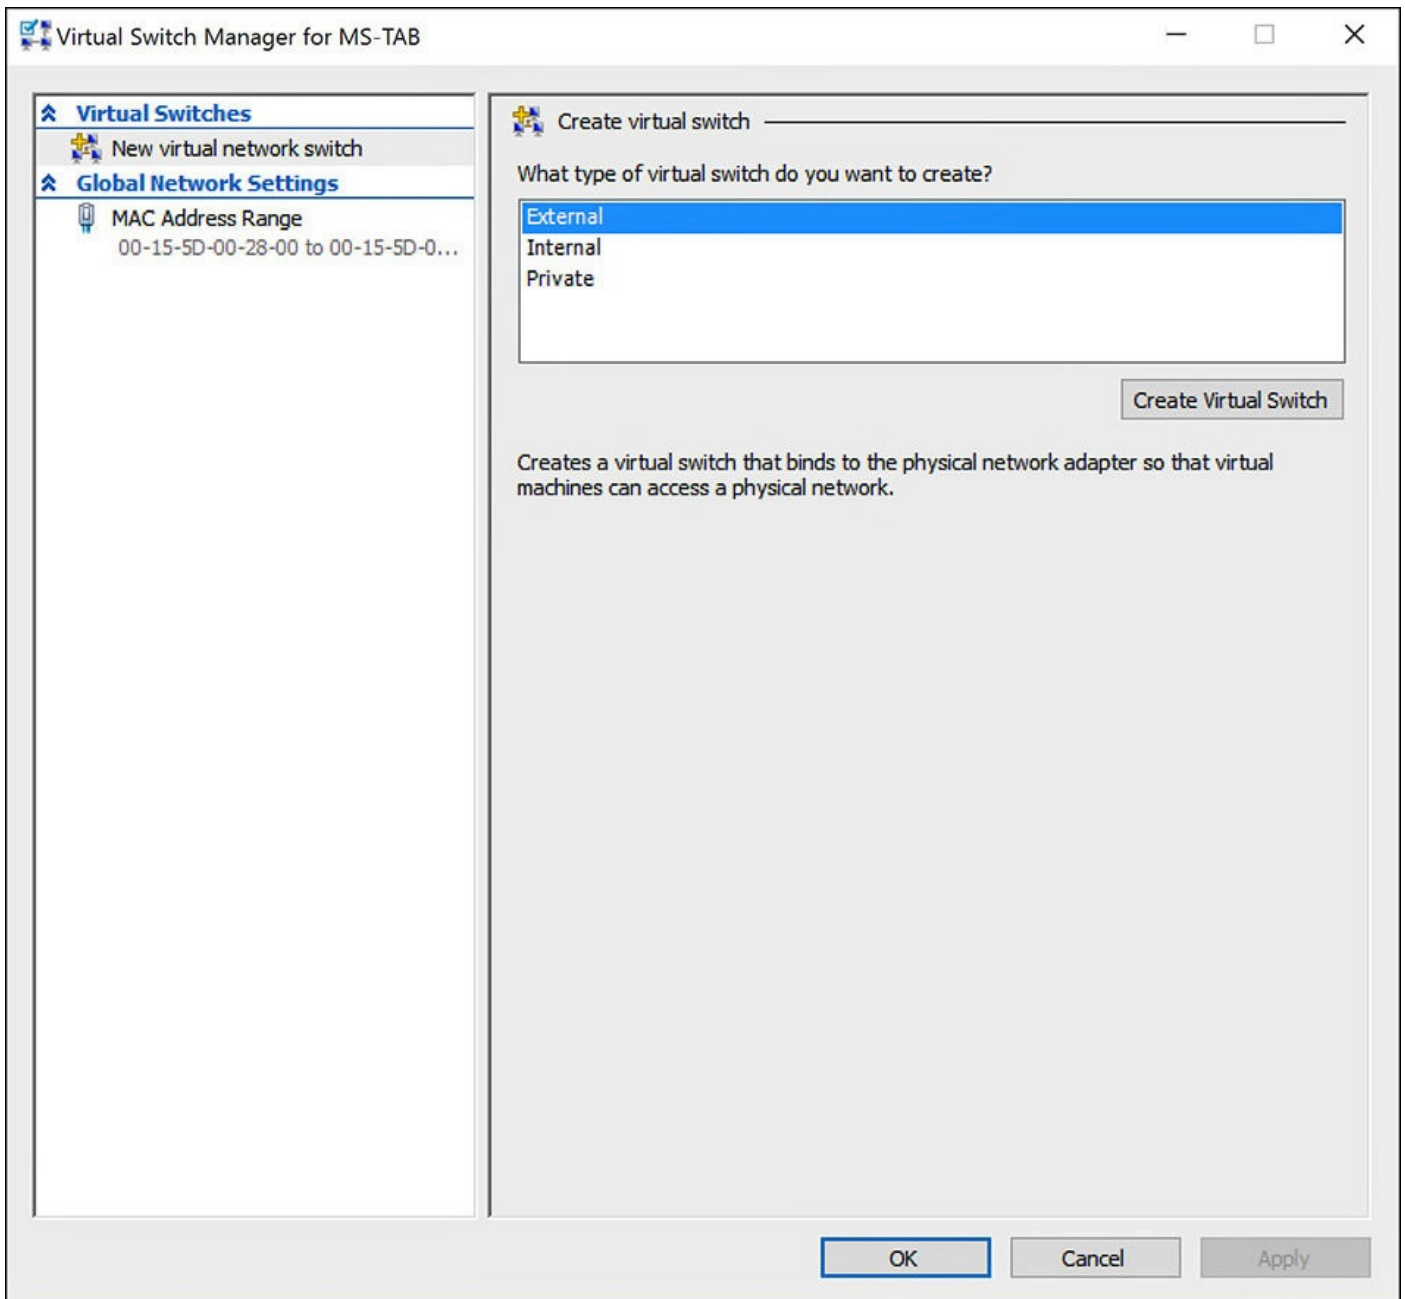 Virtual Switch Manager for MS-TAB
Virtual Switches
New virtual network switch
Global Network Settings
MAC Address Range
00-15-5D-00-28-00 to 00-15-5D-0...
Create virtual switch
What type of virtual switch do you want to create?
External
Internal
Private
Create Virtual Switch
Creates a virtual switch that binds to the physical network adapter so that virtual
machines can access a physical network.
OK
Cancel
Apply